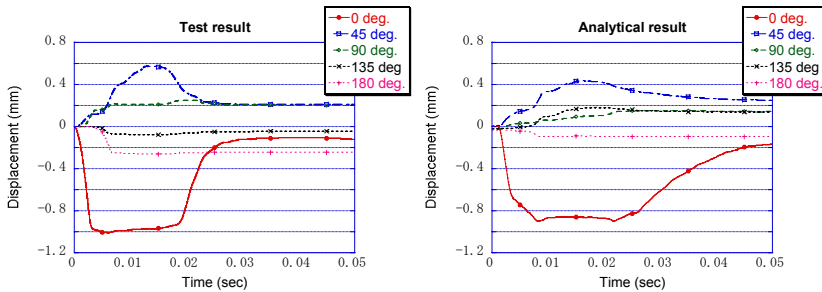 Test result
0 deg.
45 deg.
90 deg.
135 deg
180 deg.
Displacement (mm)
0.8
0.4
0
-0.4
-0.8
-1.2
0 0.01 0.02 0.03 0.04 0.05
Time (sec)
Analytical result
0 deg.
45 deg.
90 deg.
135 deg
180 deg.
Displacement (mm)
0.8
0.4
0
-0.4
-0.8
-1.2
0 0.01 0.02 0.03 0.04 0.05
Time (sec)